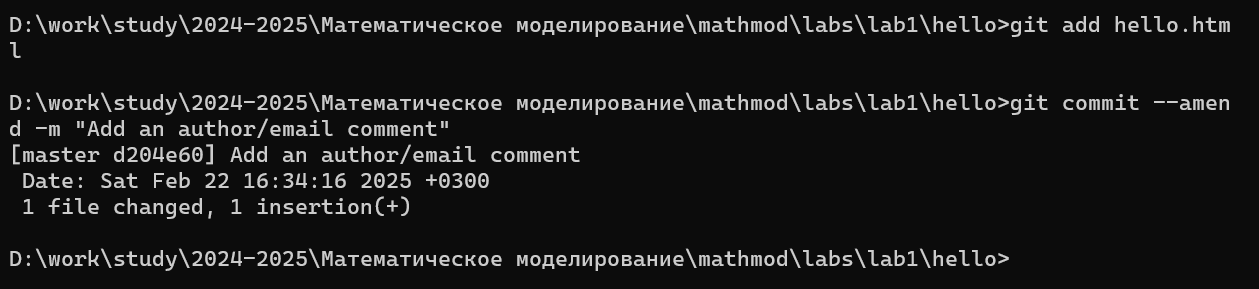 D:\work\study\2024-2025\Математическое моделирование\mathmod\labs\lab1\hello>git add hello.htm
l
D:\work\study\2024-2025\Математическое моделирование\mathmod\labs\lab1\hello>git commit --amen
d -m "Add an author/email comment"
[master d204e60] Add an author/email comment
 Date: Sat Feb 22 16:34:16 2025 +0300
 1 file changed, 1 insertion(+)
D:\work\study\2024-2025\Математическое моделирование\mathmod\labs\lab1\hello>